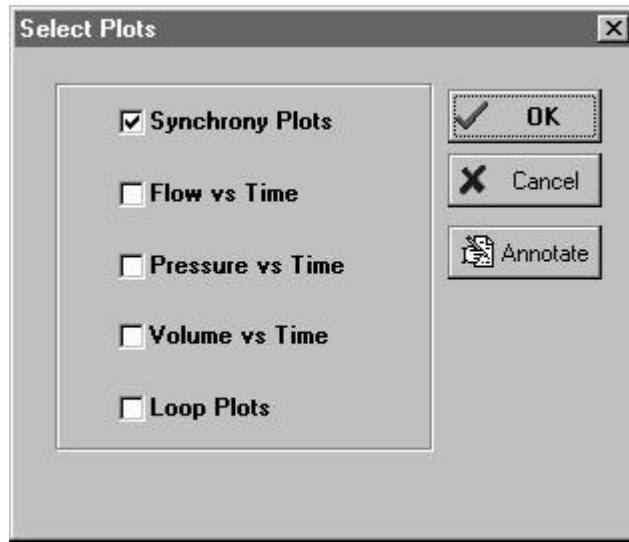 Select Plots
Synchrony Plots
Flow vs Time
Pressure vs Time
Volume vs Time
Loop Plots
OK
Cancel
Annotate